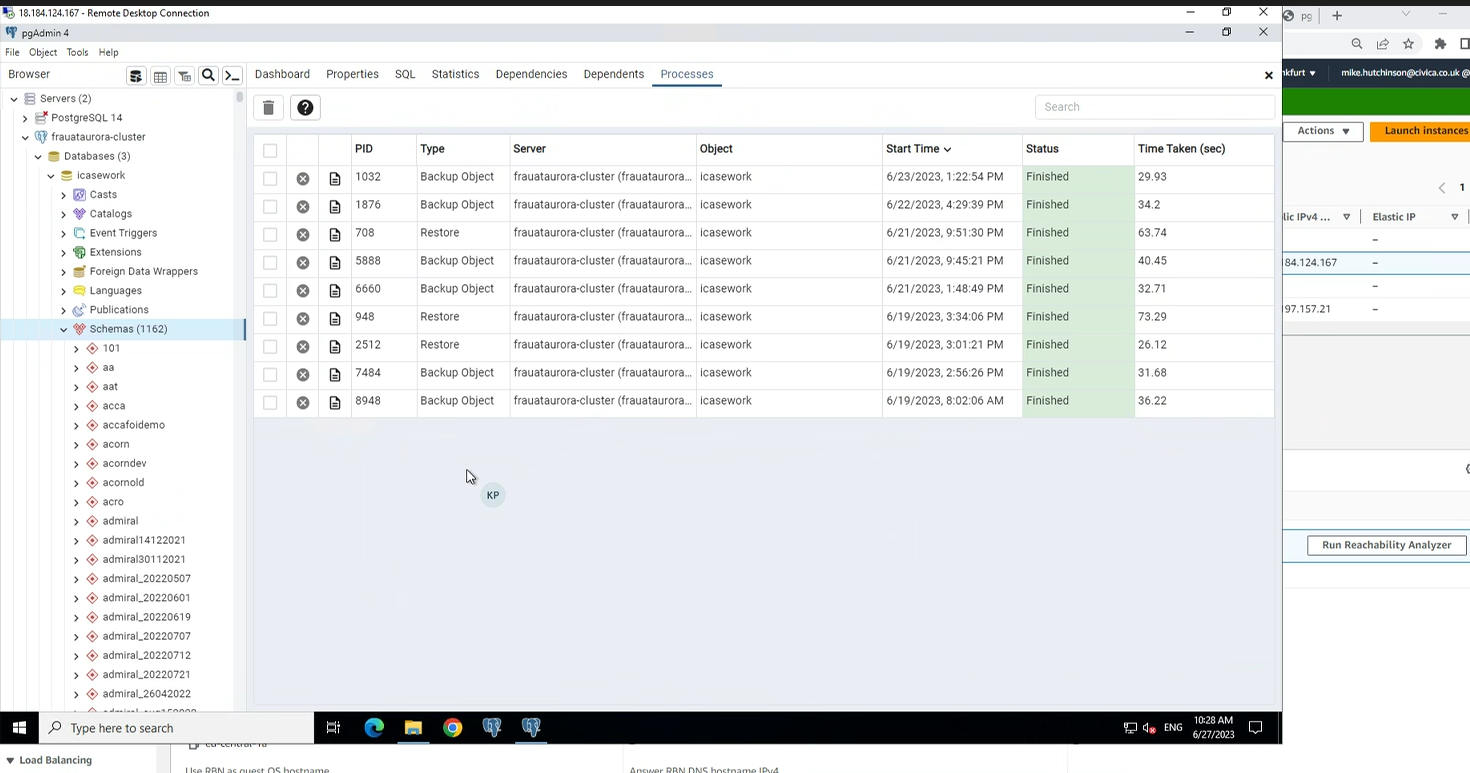 18.184.124.167 - Remote Desktop Connection
pgAdmin 4
File Object Tools Help
Browser
Dashboard Properties SQL Statistics Dependencies Dependents Processes
Search
Servers (2)
PostgreSQL 14
frauataurora-cluster
Databases (3)
icasework
Casts
Catalogs
Event Triggers
Extensions
Foreign Data Wrappers
Languages
Publications
Schemas (1162)
101
aa
aat
acca
accafoidemo
acorn
acorndev
acornold
acro
admiral
admiral14122021
admiral30112021
admiral_20220507
admiral_20220601
admiral_20220619
admiral_20220707
admiral_20220712
admiral_20220721
admiral_26042022
PID Type Server Object Start Time Status Time Taken (sec)
1032 Backup Object frauataurora-cluster (frauataurora... icasework 6/23/2023, 1:22:54 PM Finished 29.93
1876 Backup Object frauataurora-cluster (frauataurora... icasework 6/22/2023, 4:29:39 PM Finished 34.2
708 Restore frauataurora-cluster (frauataurora... icasework 6/21/2023, 9:51:30 PM Finished 63.74
5888 Backup Object frauataurora-cluster (frauataurora... icasework 6/21/2023, 9:45:21 PM Finished 40.45
6660 Backup Object frauataurora-cluster (frauataurora... icasework 6/21/2023, 1:48:49 PM Finished 32.71
948 Restore frauataurora-cluster (frauataurora... icasework 6/19/2023, 3:34:06 PM Finished 73.29
2512 Restore frauataurora-cluster (frauataurora... icasework 6/19/2023, 3:01:21 PM Finished 26.12
7484 Backup Object frauataurora-cluster (frauataurora... icasework 6/19/2023, 2:56:26 PM Finished 31.68
8948 Backup Object frauataurora-cluster (frauataurora... icasework 6/19/2023, 8:02:06 AM Finished 36.22
KP
Type here to search
ENG
10:28 AM
6/27/2023
pg
nkfurt mike.hutchinson@civica.co.uk @
Actions Launch instances
1
lic IPv4 ... Elastic IP
–
84.124.167 –
–
97.157.21 –
Run Reachability Analyzer
Load Balancing
Use RBN as guest OS hostname
Answer RBN DNS hostname IPv4